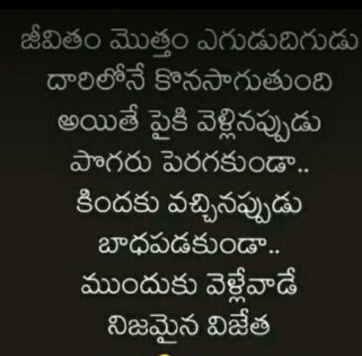 జీవితం మొత్తం ఎగుడుదిగుడు
దారిలోనే కొనసాగుతుంది
అయితే పైకి వెళ్లినప్పుడు
పొగరు పెరగకుండా..
కిందకు వచ్చినప్పుడు
బాధపడకుండా..
ముందుకు వెళ్లేవాడే
నిజమైన విజేత